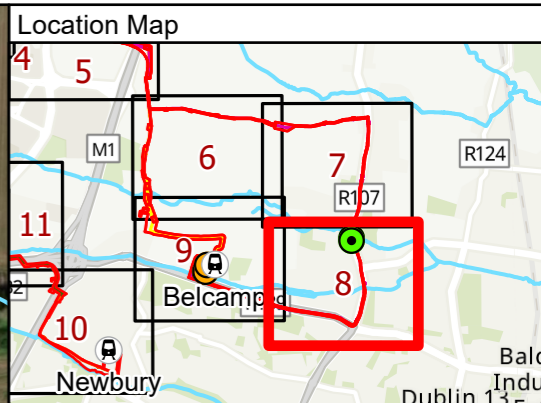 Location Map
4
5
M1
6
7
R124
R107
11
9
8
Belcamp
10
Newbury
Dublin 13